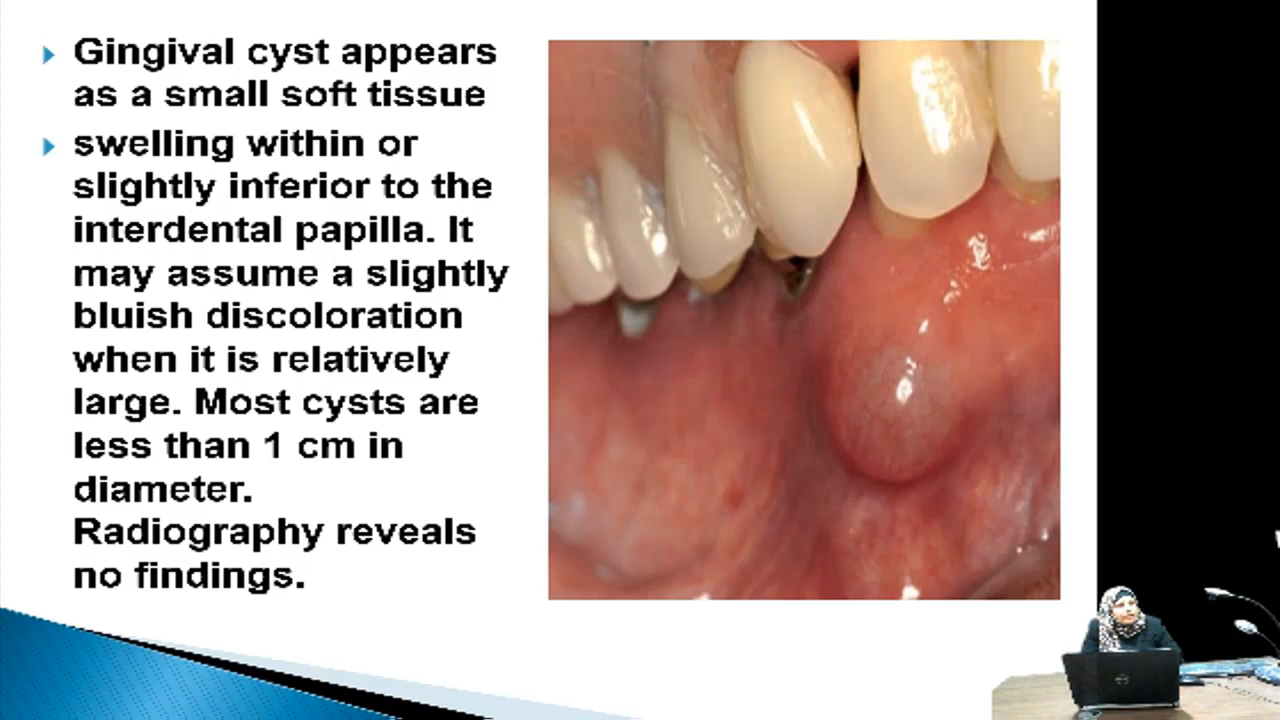 Gingival cyst appears
as a small soft tissue
swelling within or
slightly inferior to the
interdental papilla. It
may assume a slightly
bluish discoloration
when it is relatively
large. Most cysts are
less than 1 cm in
diameter.
Radiography reveals
no findings.